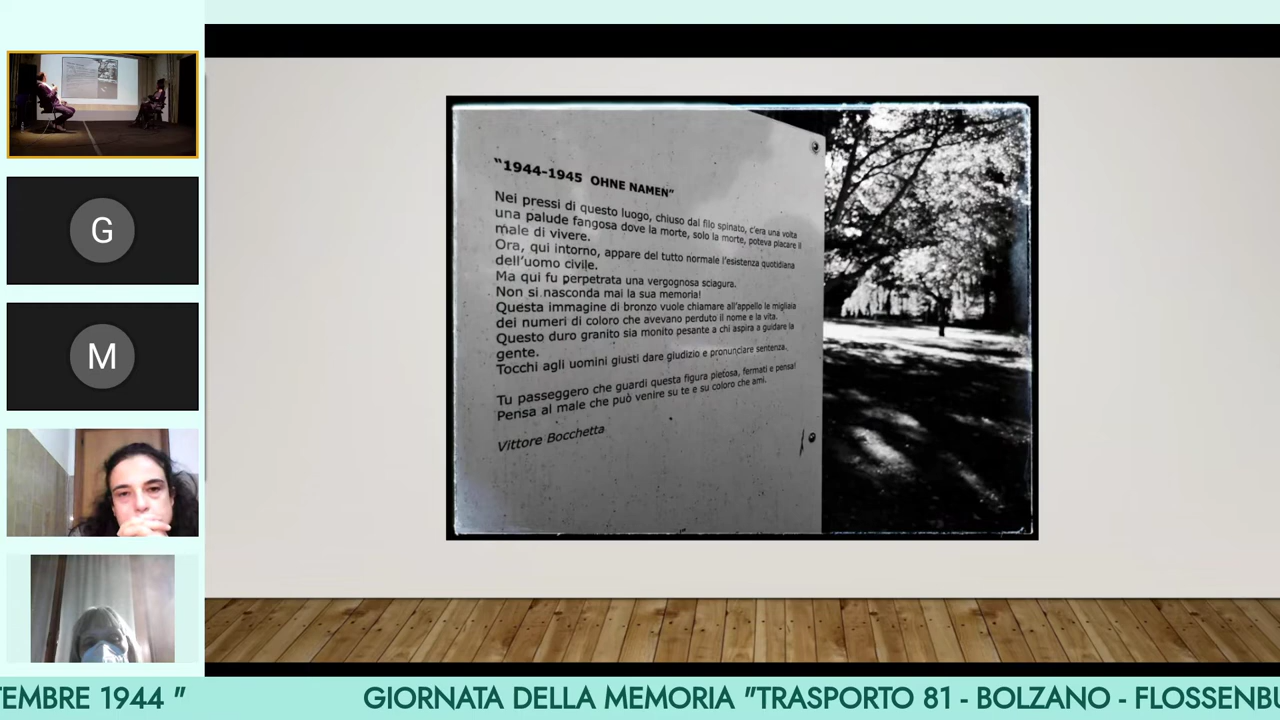 G
M
"1944-1945 OHNE NAMEN"
Nei pressi di questo luogo, chiuso dal filo spinato, c'era una volta
una palude fangosa dove la morte, solo la morte, poteva placare il
male di vivere.
Ora, qui intorno, appare del tutto normale l'esistenza quotidiana
dell'uomo civile.
Ma qui fu perpetrata una vergognosa sciagura.
Non si nasconda mai la sua memoria!
Questa immagine di bronzo vuole chiamare all'appello le migliaia
dei numeri di coloro che avevano perduto il nome e la vita.
Questo duro granito sia monito pesante a chi aspira a guidare la
gente.
Tocchi agli uomini giusti dare giudizio e pronunciare sentenza.
Tu passeggero che guardi questa figura pietosa, fermati e pensa!
Pensa al male che può venire su te e su coloro che ami.
Vittore Bocchetta
TEMBRE 1944 " GIORNATA DELLA MEMORIA "TRASPORTO 81 - BOLZANO - FLOSSENBU